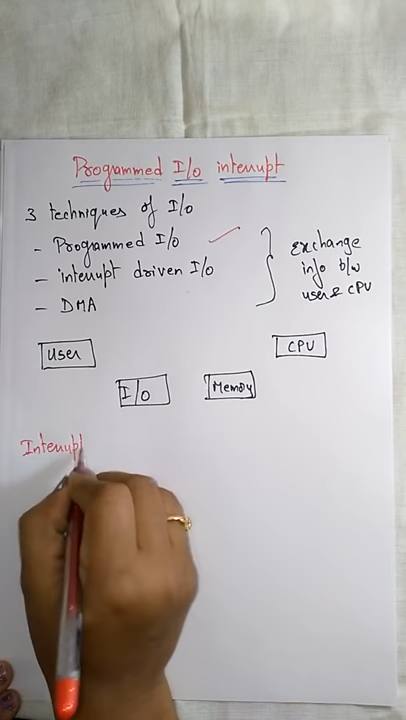 Programmed I/o interrupt
3 techniques of I/o
- Programmed I/o
- interrupt driven I/o
- DMA
Exchange
info b/w
user & CPU
User
CPU
I/O
Memory
Interrupt